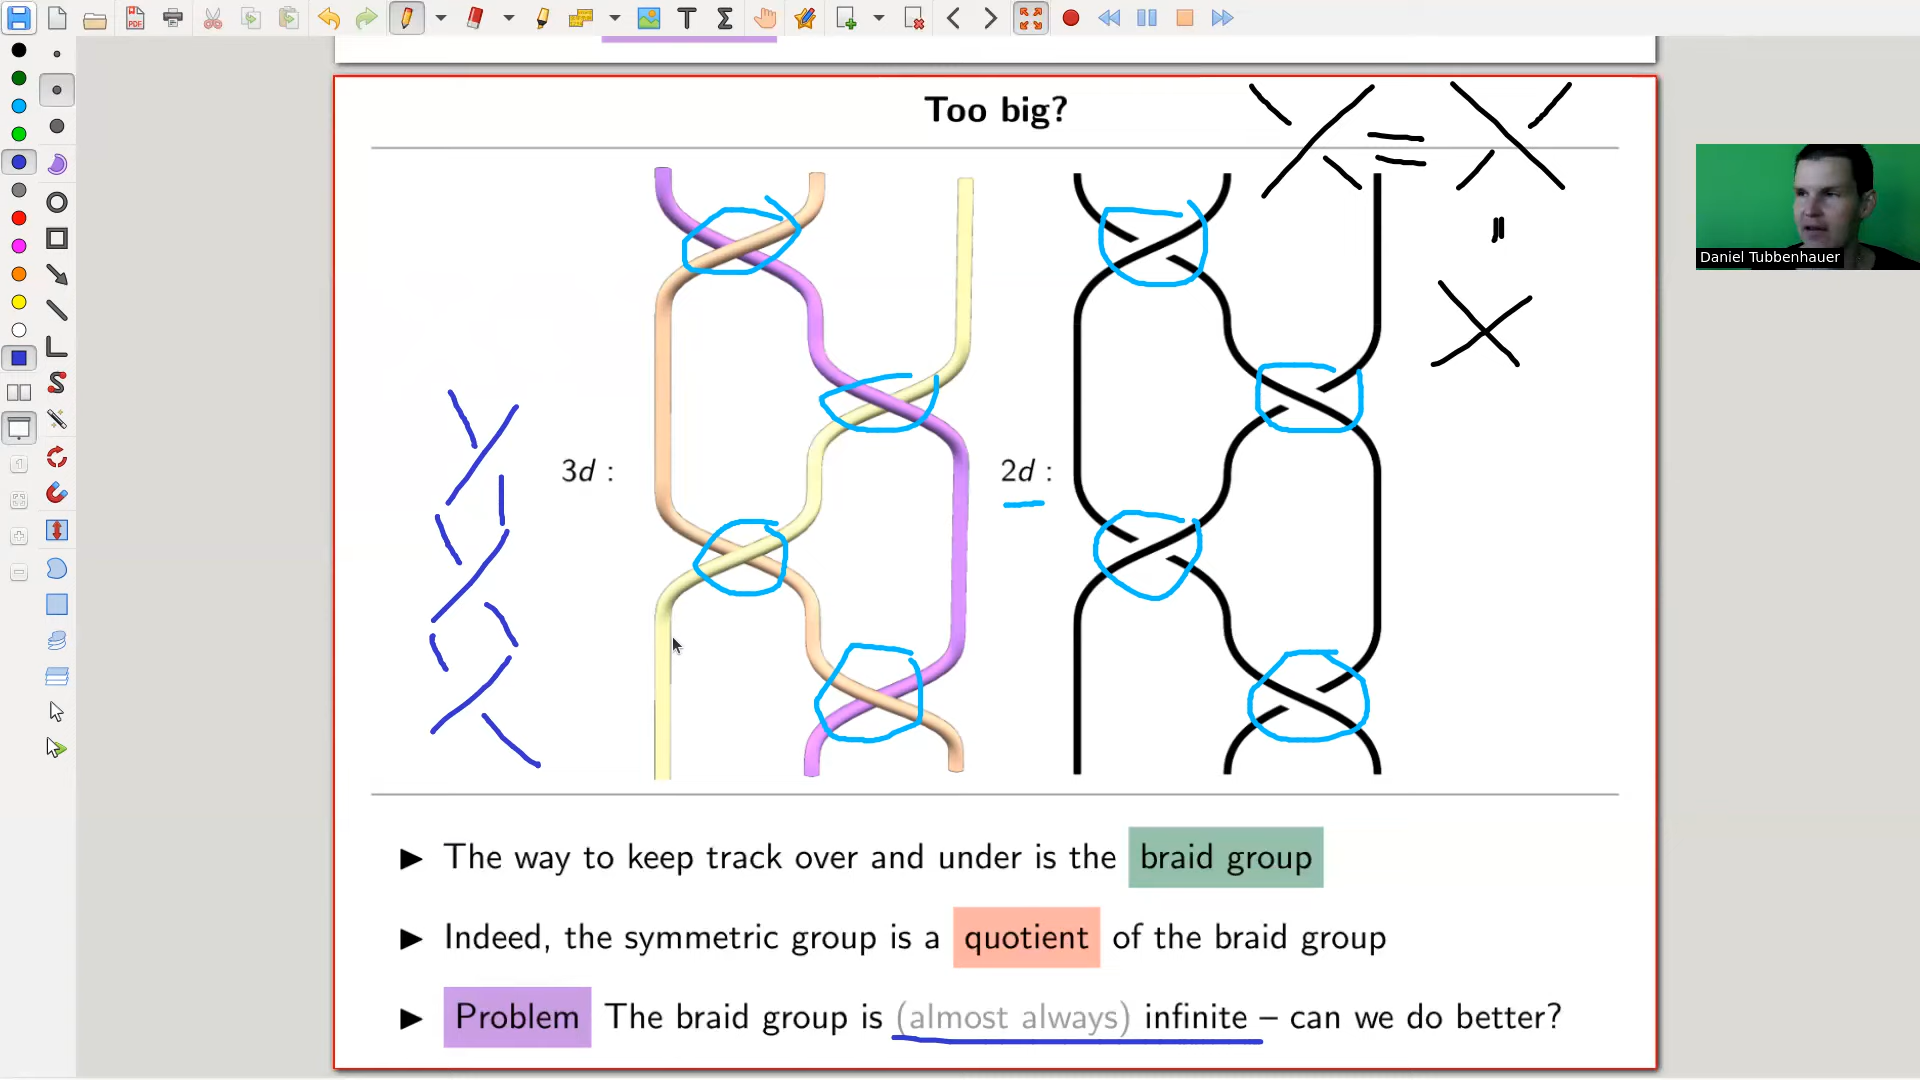 Too big?
Daniel Tubbenhauer
3d :
2d :
► The way to keep track over and under is the braid group
► Indeed, the symmetric group is a quotient of the braid group
► Problem The braid group is (almost always) infinite – can we do better?